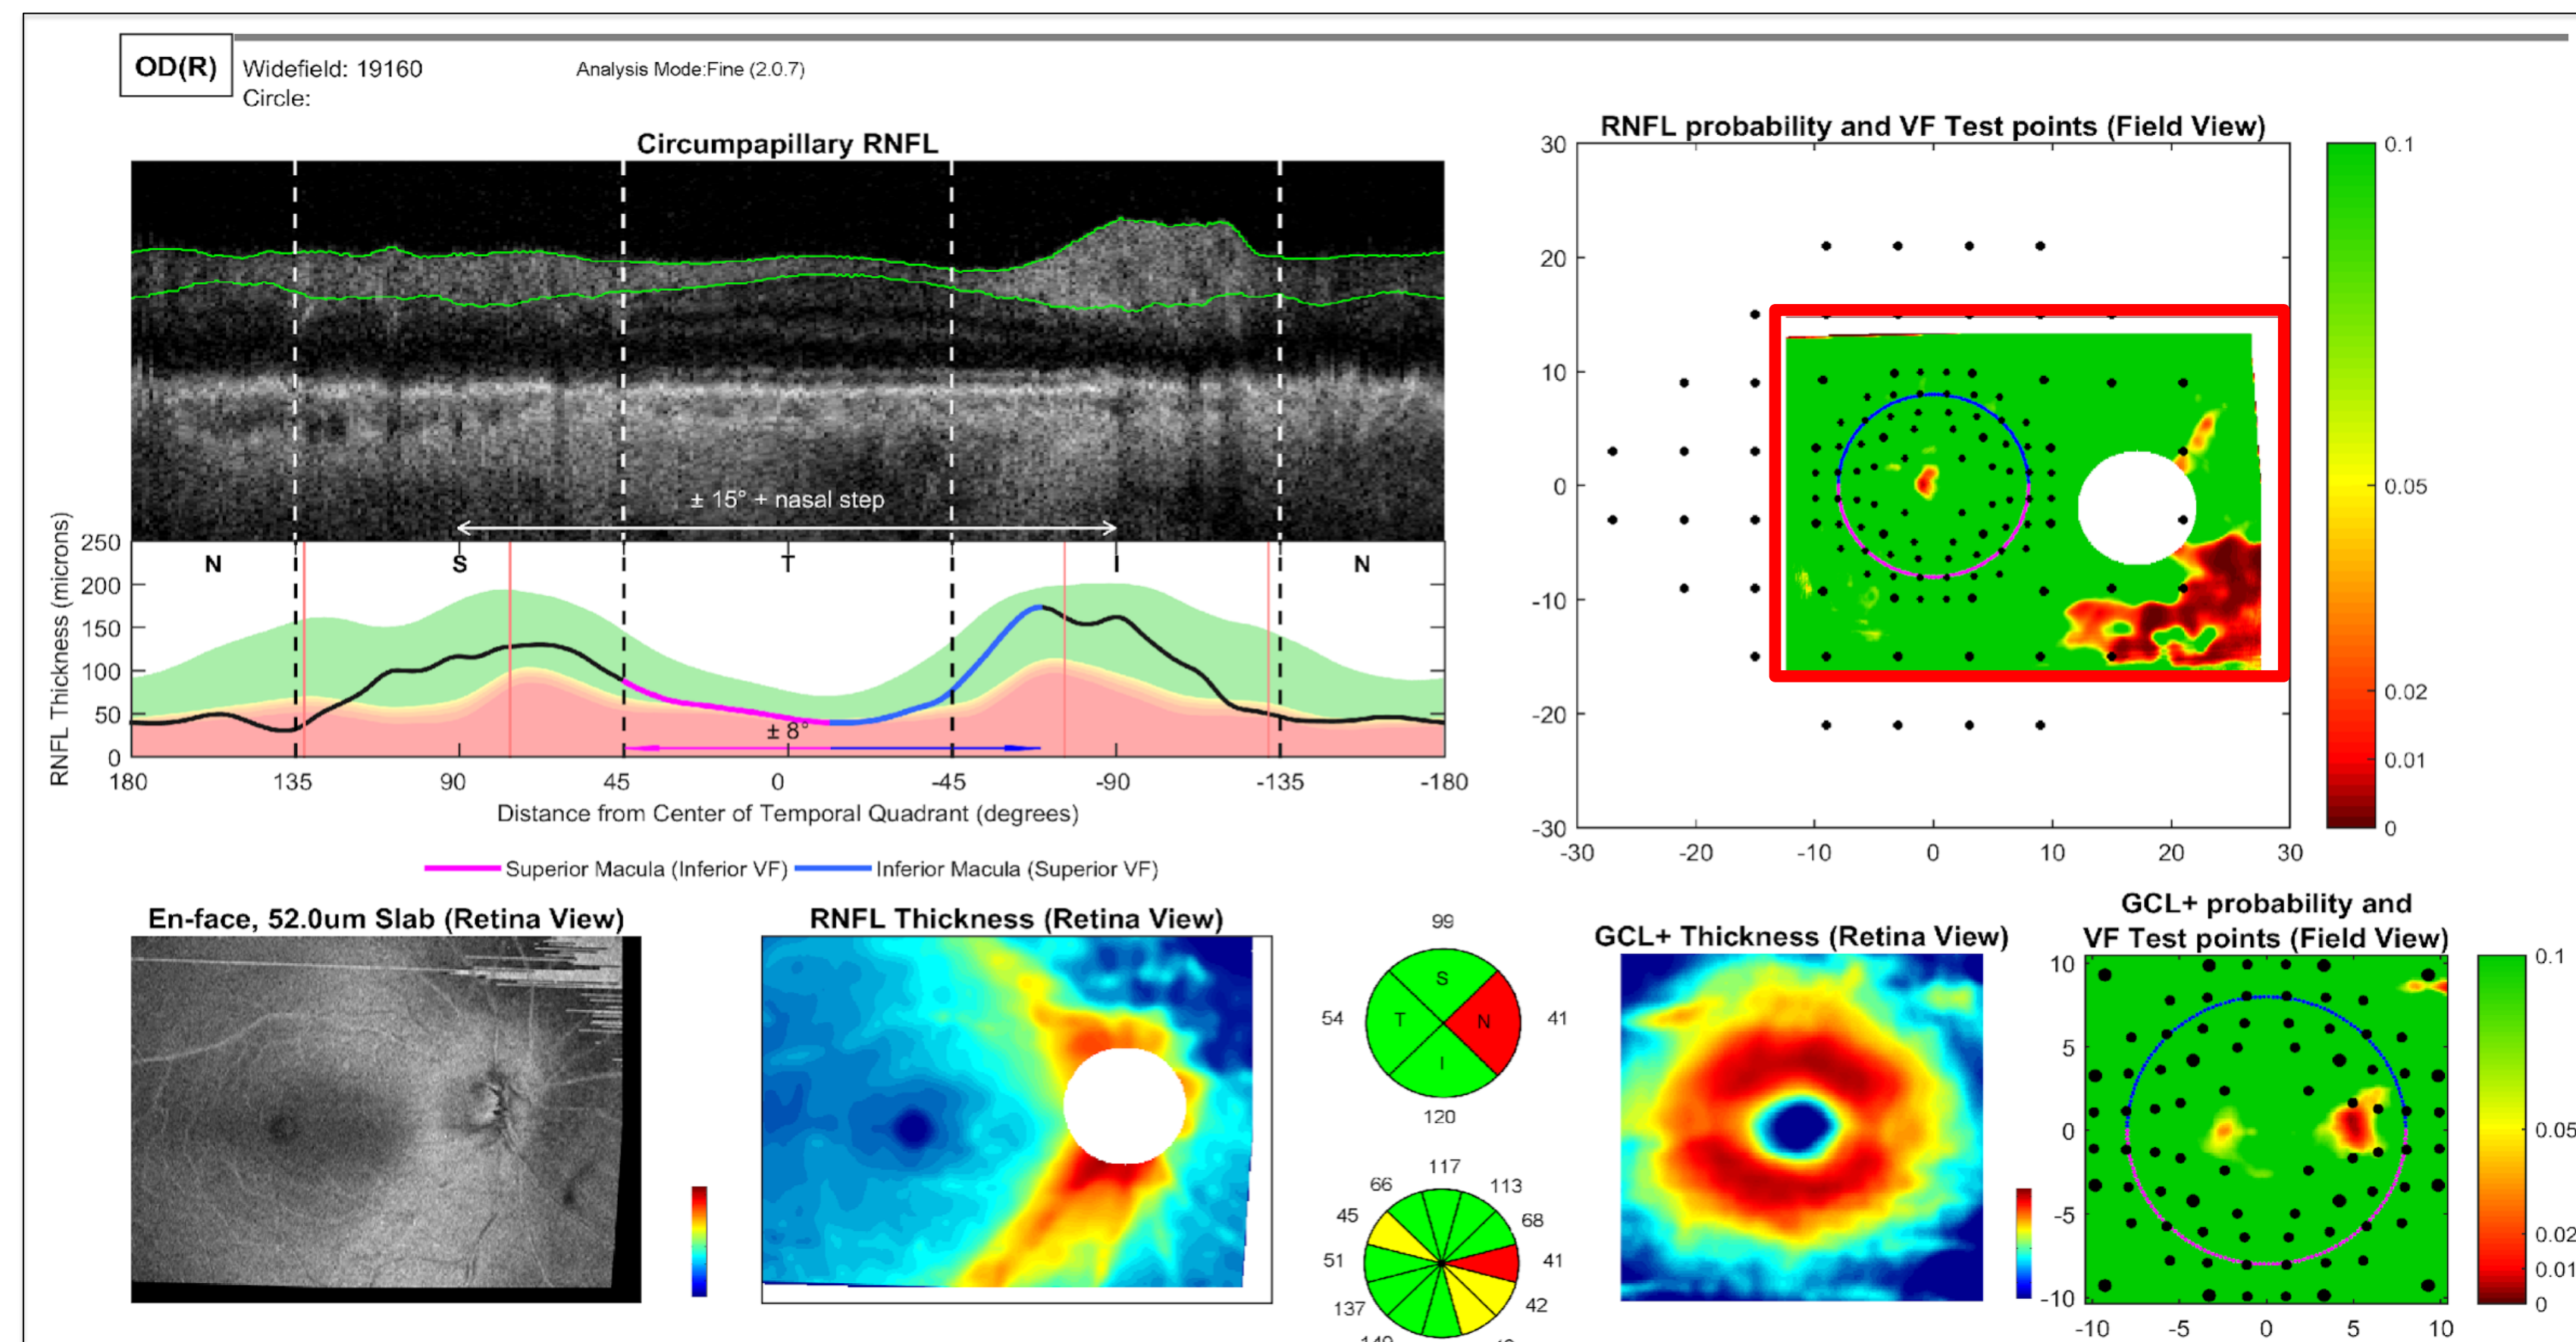 OD(R)
Widefield: 19160
Analysis Mode:Fine (2.0.7)
Circle:
Circumpapillary RNFL
± 15° + nasal step
RNFL Thickness (microns)
250
200
150
100
50
0
N
S
T
I
N
± 8°
180
135
90
45
0
-45
-90
-135
-180
Distance from Center of Temporal Quadrant (degrees)
Superior Macula (Inferior VF)
Inferior Macula (Superior VF)
RNFL probability and VF Test points (Field View)
30
20
10
0
-10
-20
-30
-30
-20
-10
0
10
20
30
0.1
0.05
0.02
0.01
0
En-face, 52.0um Slab (Retina View)
RNFL Thickness (Retina View)
99
S
54
T
N
41
I
120
117
66
113
45
68
51
41
42
137
GCL+ Thickness (Retina View)
GCL+ probability and
VF Test points (Field View)
10
5
0
-5
-10
-10
-5
0
5
10
0.1
0.05
0.02
0.01
0